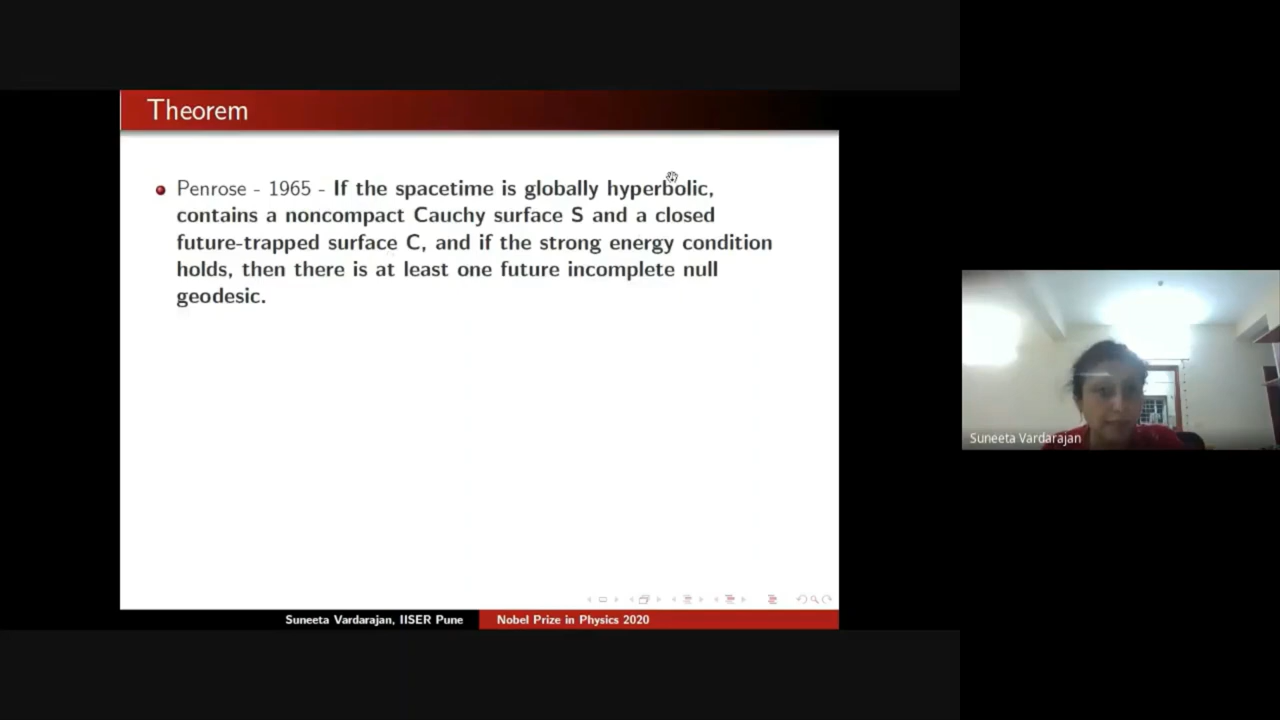 Theorem
Penrose - 1965 - If the spacetime is globally hyperbolic,
contains a noncompact Cauchy surface S and a closed
future-trapped surface C, and if the strong energy condition
holds, then there is at least one future incomplete null
geodesic.
Suneeta Vardarajan
Suneeta Vardarajan, IISER Pune
Nobel Prize in Physics 2020